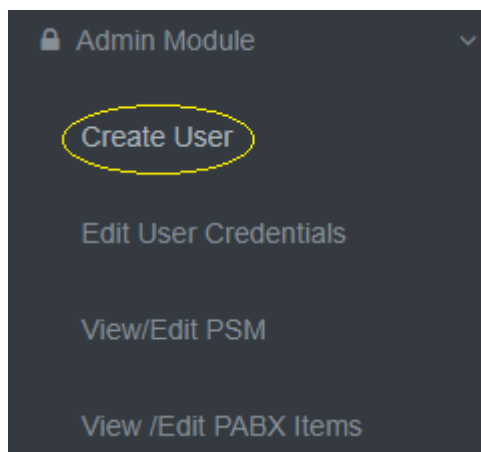 Admin Module
Create User
Edit User Credentials
View/Edit PSM
View /Edit PABX Items